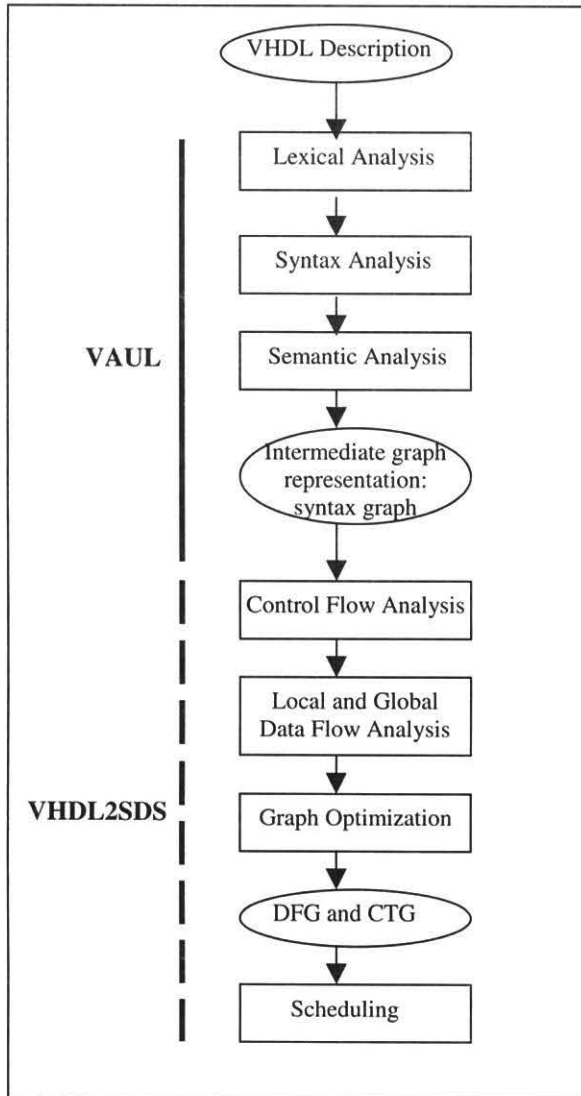 VHDL Description
Lexical Analysis
Syntax Analysis
VAUL
Semantic Analysis
Intermediate graph
representation:
syntax graph
Control Flow Analysis
Local and Global
Data Flow Analysis
VHDL2SDS
Graph Optimization
DFG and CTG
Scheduling